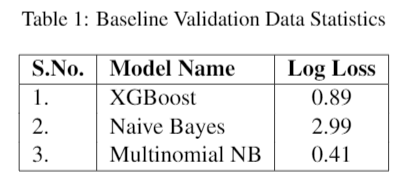 Table 1: Baseline Validation Data Statistics
S.No. Model Name Log Loss
1. XGBoost 0.89
2. Naive Bayes 2.99
3. Multinomial NB 0.41